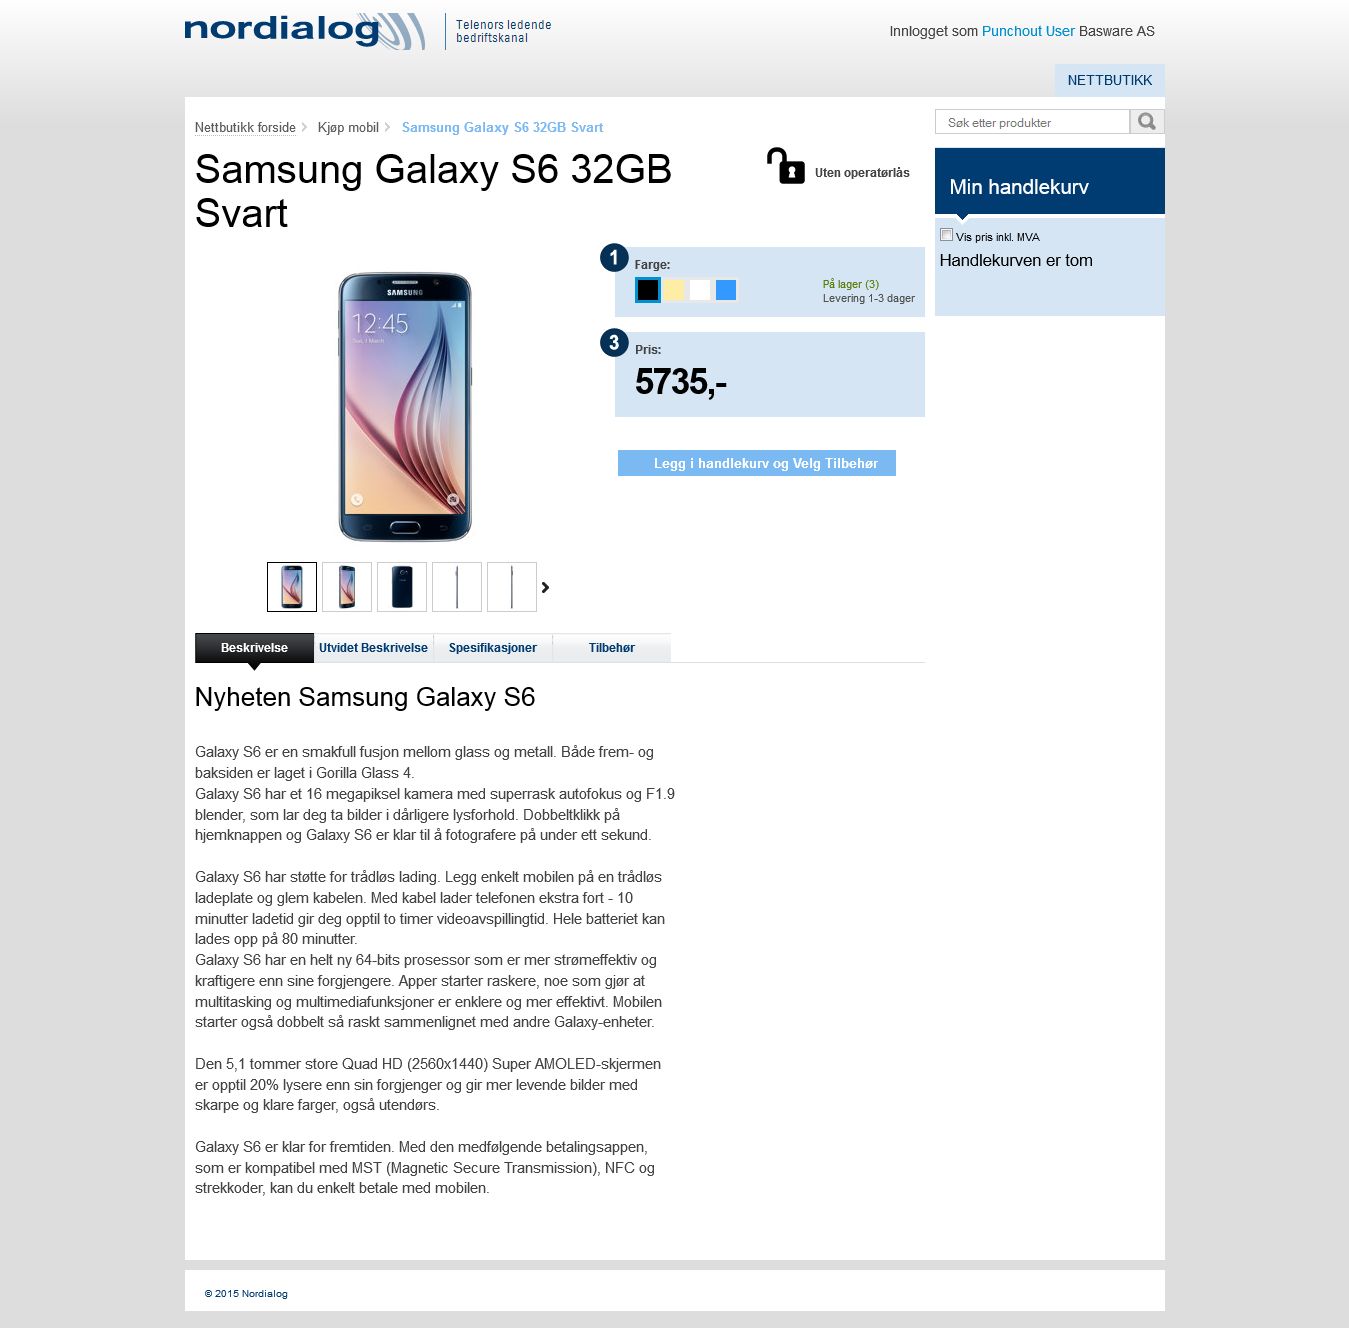 nordialog
Telenors ledende
bedriftskanal
Innlogget som Punchout User Basware AS
NETTBUTIKK
Nettbutikk forside
Kjøp mobil
Samsung Galaxy S6 32GB Svart
Søk etter produkter
Samsung Galaxy S6 32GB
Svart
Uten operatørlås
Min handlekurv
Vis pris inkl. MVA
Handlekurven er tom
1
Farge:
På lager (3)
Levering 1-3 dager
3
Pris:
5735,-
Legg i handlekurv og Velg Tilbehør
SAMSUNG
12:45
Sun, 1 March
Beskrivelse
Utvidet Beskrivelse
Spesifikasjoner
Tilbehør
Nyheten Samsung Galaxy S6
Galaxy S6 er en smakfull fusjon mellom glass og metall. Både frem- og
baksiden er laget i Gorilla Glass 4.
Galaxy S6 har et 16 megapiksel kamera med superrask autofokus og F1.9
blender, som lar deg ta bilder i dårligere lysforhold. Dobbeltklikk på
hjemknappen og Galaxy S6 er klar til å fotografere på under ett sekund.
Galaxy S6 har støtte for trådløs lading. Legg enkelt mobilen på en trådløs
ladeplate og glem kabelen. Med kabel lader telefonen ekstra fort - 10
minutter ladetid gir deg opptil to timer videoavspillingtid. Hele batteriet kan
lades opp på 80 minutter.
Galaxy S6 har en helt ny 64-bits prosessor som er mer strømeffektiv og
kraftigere enn sine forgjengere. Apper starter raskere, noe som gjør at
multitasking og multimediafunksjoner er enklere og mer effektivt. Mobilen
starter også dobbelt så raskt sammenlignet med andre Galaxy-enheter.
Den 5,1 tommer store Quad HD (2560x1440) Super AMOLED-skjermen
er opptil 20% lysere enn sin forgjenger og gir mer levende bilder med
skarpe og klare farger, også utendørs.
Galaxy S6 er klar for fremtiden. Med den medfølgende betalingsappen,
som er kompatibel med MST (Magnetic Secure Transmission), NFC og
strekkoder, kan du enkelt betale med mobilen.
© 2015 Nordialog